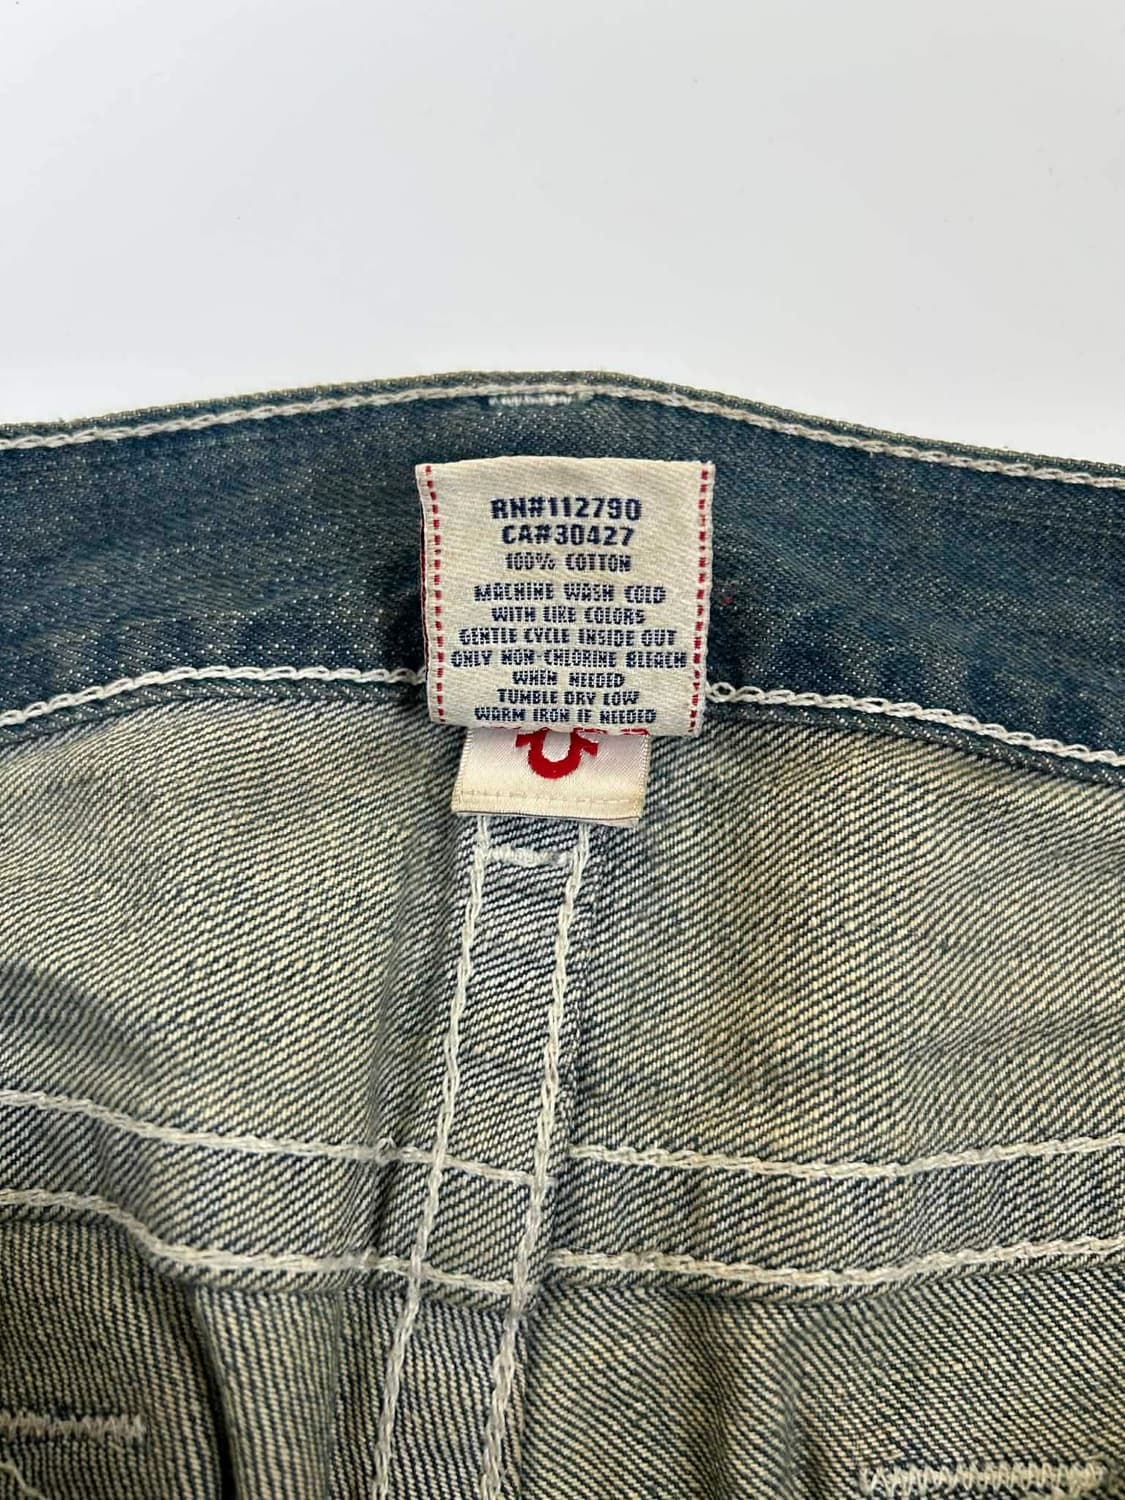 RN#112790
CA#30427
100% COTTON
MACHINE WASH COLD
WITH LIKE COLORS
GENTLE CYCLE INSIDE OUT
ONLY NON-CHLORINE BLEACH
WHEN NEEDED
TUMBLE DRY LOW
WARM IRON IF NEEDED